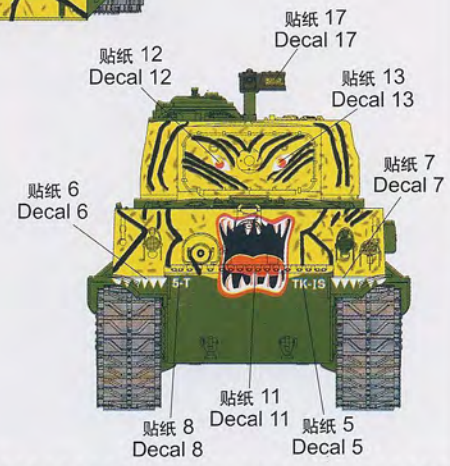 贴纸 17
Decal 17
贴纸 12
Decal 12
贴纸 13
Decal 13
贴纸 7
Decal 7
贴纸 6
Decal 6
5-T
TK-IS
贴纸 11
Decal 11
贴纸 8
Decal 8
贴纸 5
Decal 5